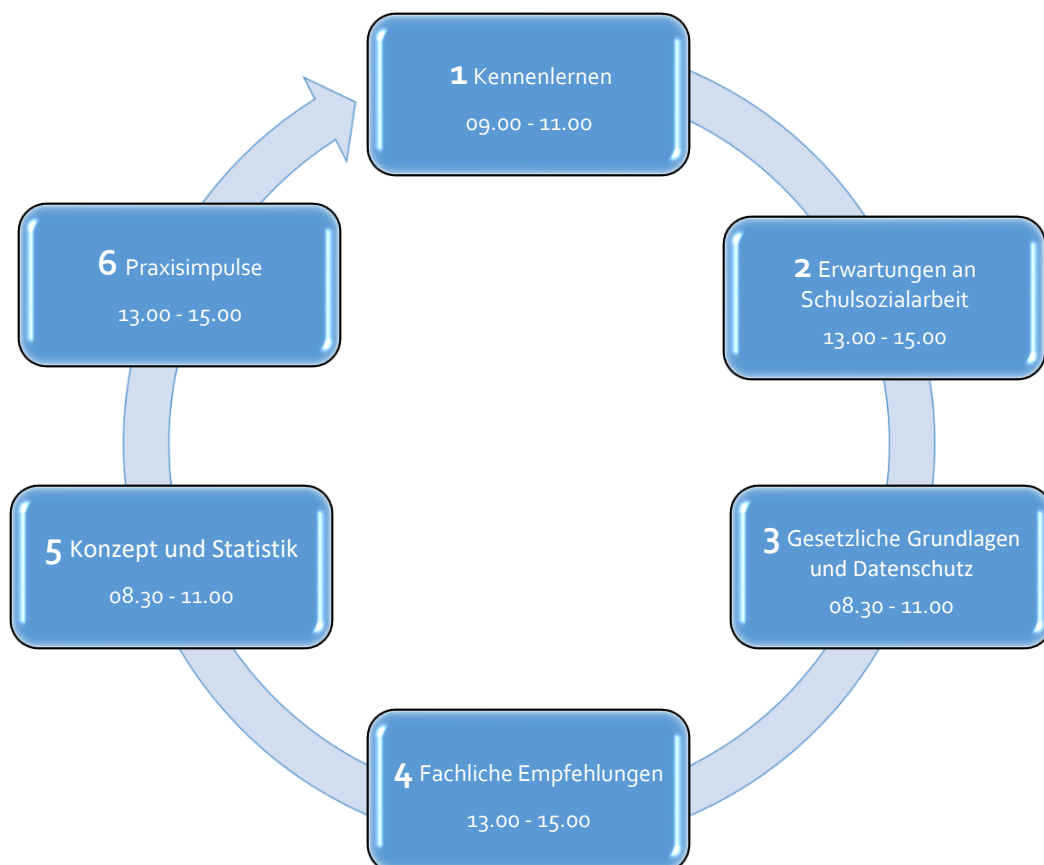 1 Kennenlernen
09.00 - 11.00
2 Erwartungen an
Schulsozialarbeit
13.00 - 15.00
3 Gesetzliche Grundlagen
und Datenschutz
08.30 - 11.00
4 Fachliche Empfehlungen
13.00 - 15.00
5 Konzept und Statistik
08.30 - 11.00
6 Praxisimpulse
13.00 - 15.00